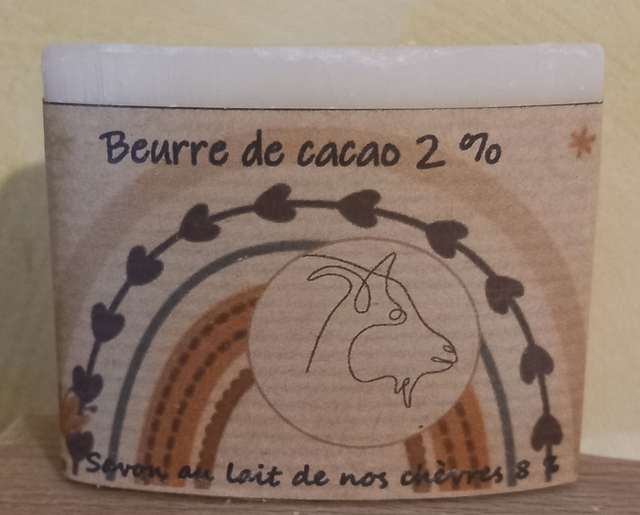 Beurre de cacao 2 %
Savon au lait de nos chèvres 8 %